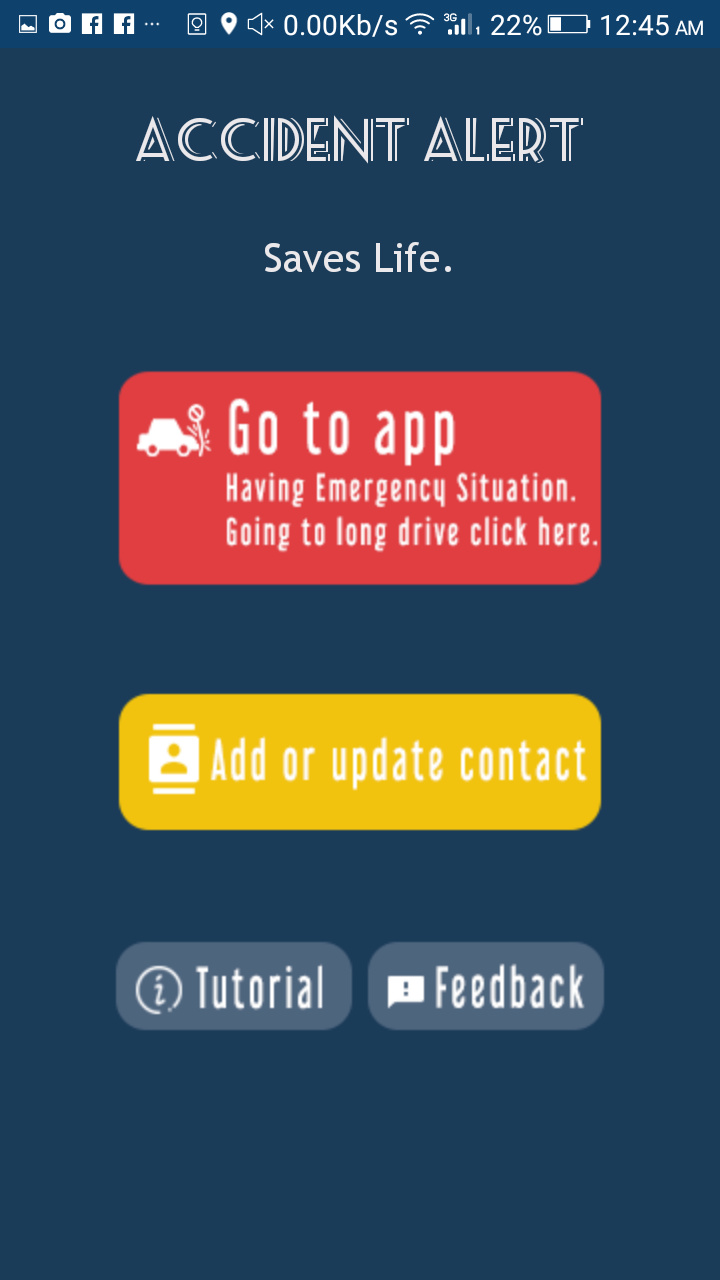 0.00Kb/s 3G 22% 12:45 AM
ACCIDENT ALERT
Saves Life.
Go to app
Having Emergency Situation.
Going to long drive click here.
Add or update contact
Tutorial Feedback